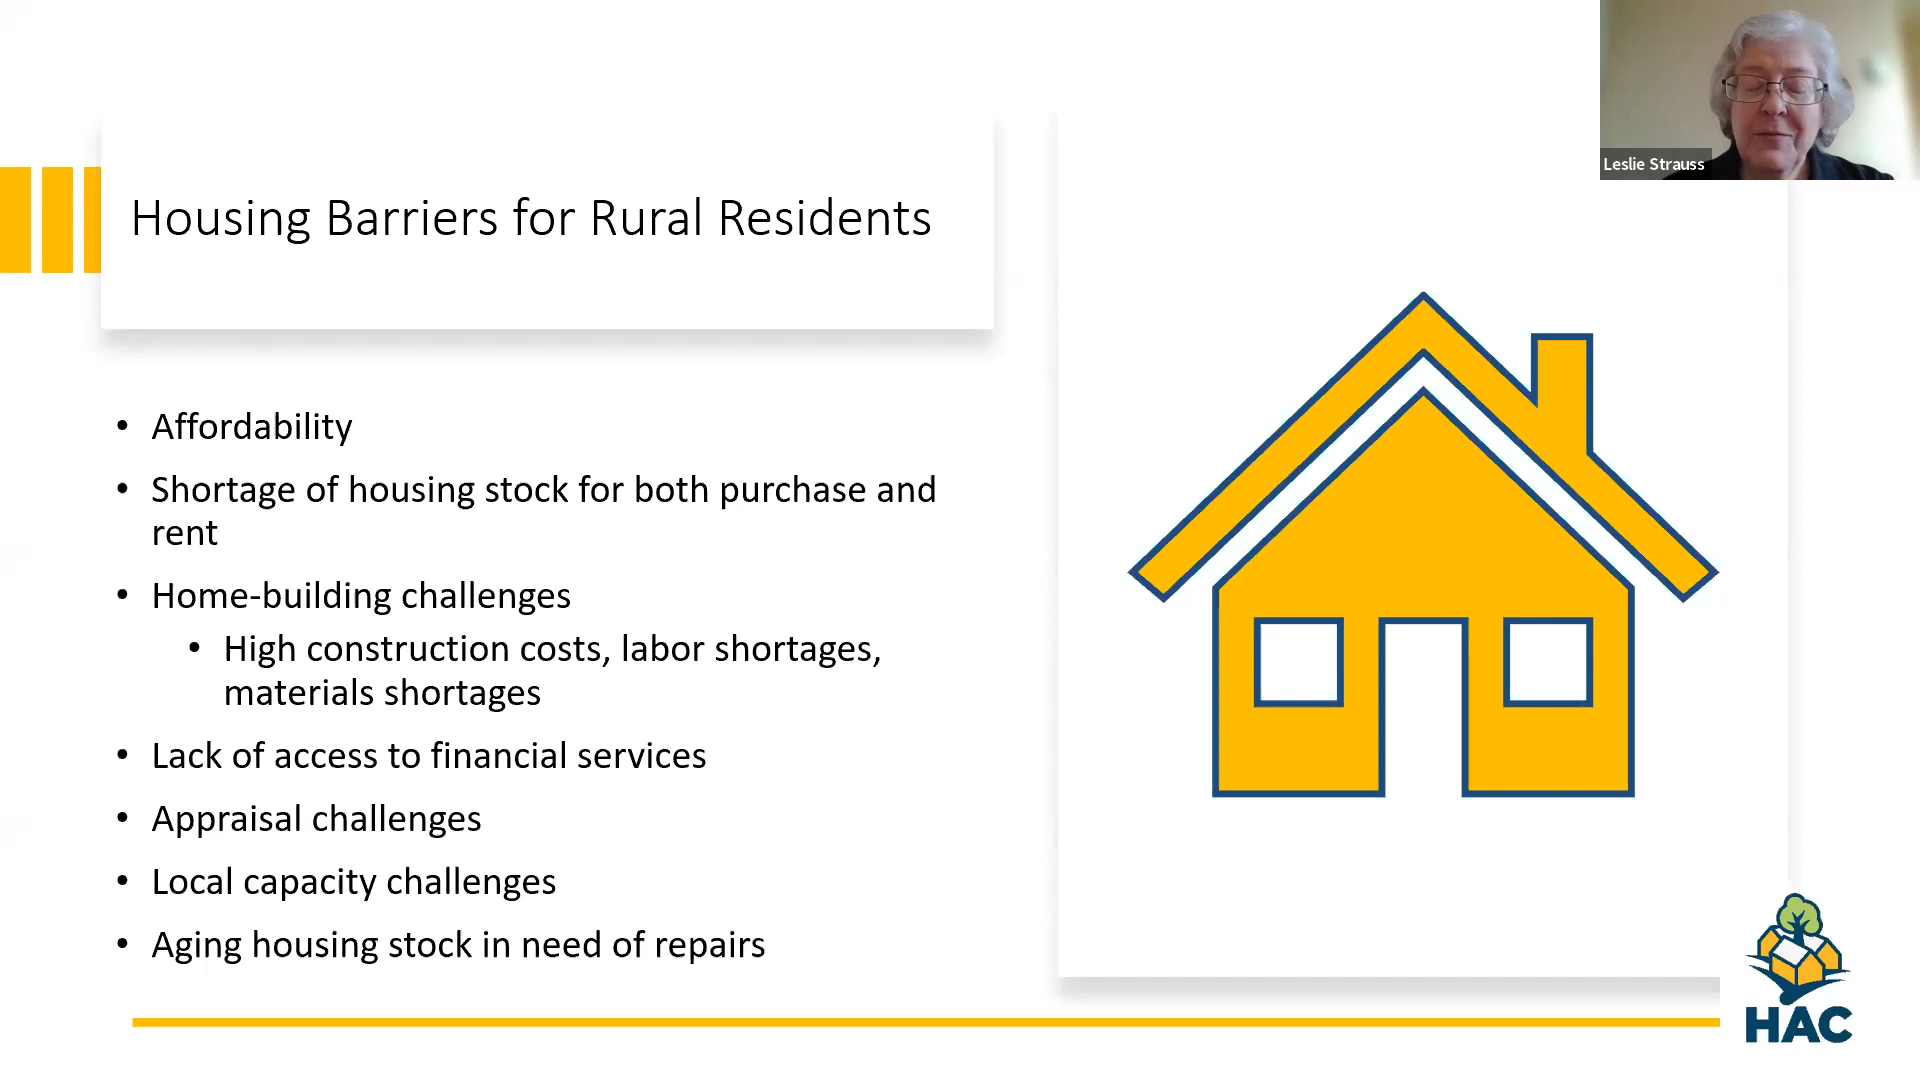 Leslie Strauss
Housing Barriers for Rural Residents
• Affordability
• Shortage of housing stock for both purchase and
rent
• Home-building challenges
• High construction costs, labor shortages,
materials shortages
• Lack of access to financial services
• Appraisal challenges
• Local capacity challenges
• Aging housing stock in need of repairs
HAC